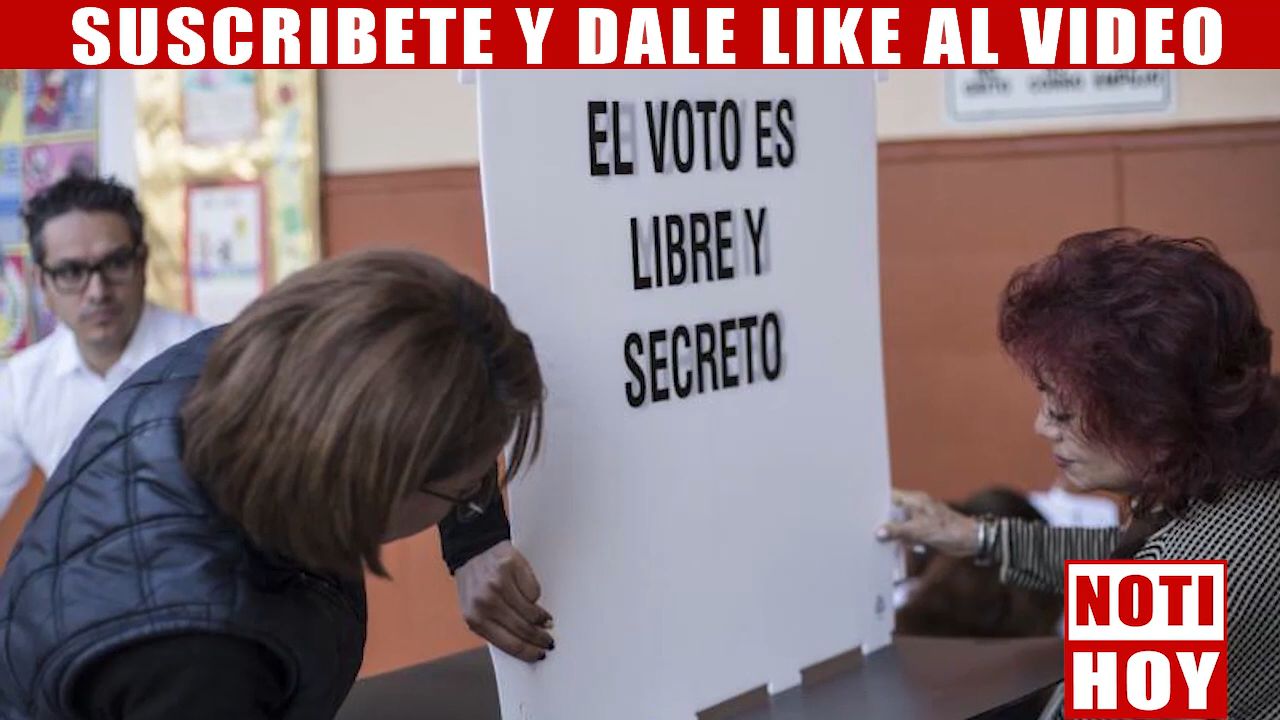 SUSCRIBETE Y DALE LIKE AL VIDEO
EL VOTO ES
LIBRE Y
SECRETO
NOTI
HOY